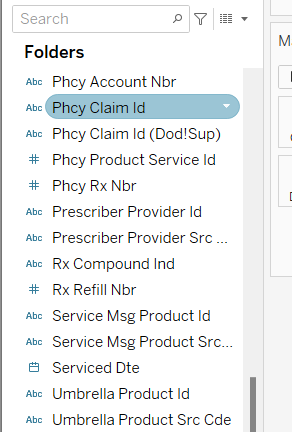 Search
Folders
Abc Phcy Account Nbr
Abc Phcy Claim Id
Abc Phcy Claim Id (Dod!Sup)
# Phcy Product Service Id
# Phcy Rx Nbr
Abc Prescriber Provider Id
Abc Prescriber Provider Src ...
Abc Rx Compound Ind
# Rx Refill Nbr
Abc Service Msg Product Id
Abc Service Msg Product Src...
Serviced Dte
Abc Umbrella Product Id
Abc Umbrella Product Src Cde